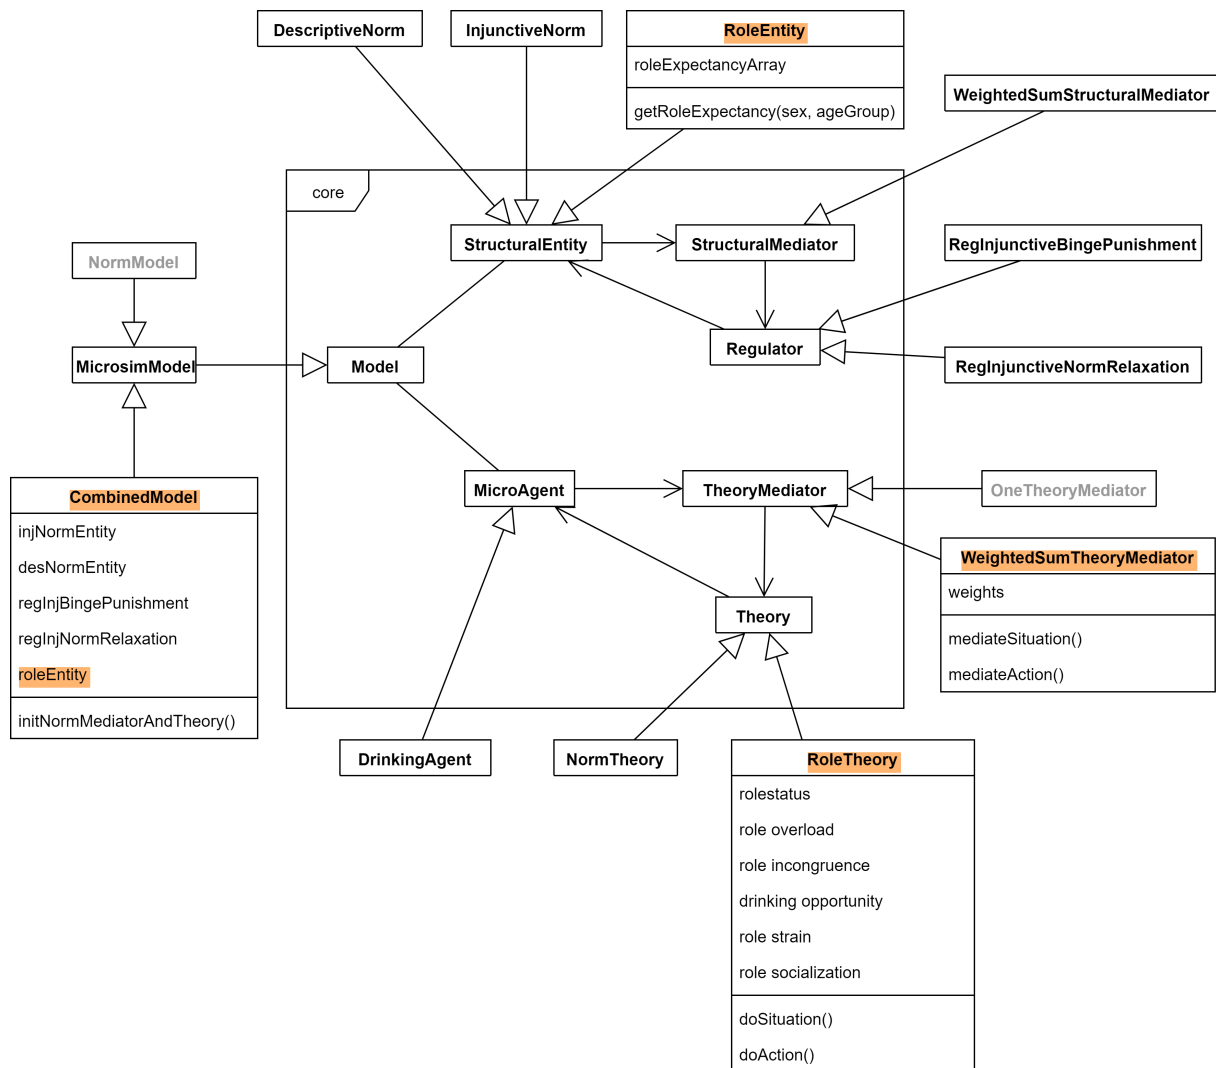 DescriptiveNorm
InjunctiveNorm
RoleEntity
roleExpectancyArray
getRoleExpectancy(sex, ageGroup)
WeightedSumStructuralMediator
core
StructuralEntity
StructuralMediator
RegInjunctiveBingePunishment
NormModel
MicrosimModel
Model
Regulator
RegInjunctiveNormRelaxation
CombinedModel
injNormEntity
desNormEntity
regInjBingePunishment
regInjNormRelaxation
roleEntity
initNormMediatorAndTheory()
MicroAgent
TheoryMediator
OneTheoryMediator
WeightedSumTheoryMediator
weights
mediateSituation()
mediateAction()
Theory
DrinkingAgent
NormTheory
RoleTheory
rolestatus
role overload
role incongruence
drinking opportunity
role strain
role socialization
doSituation()
doAction()